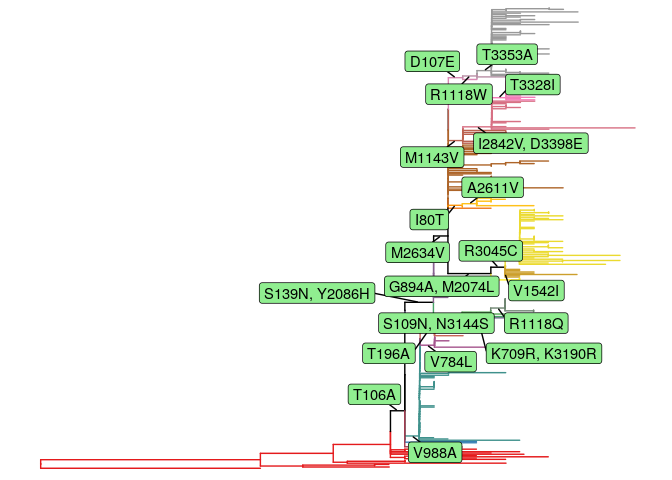 T3353A
D107E
T3328I
R1118W
I2842V, D3398E
M1143V
A2611V
I80T
M2634V
R3045C
G894A, M2074L
V1542I
S139N, Y2086H
S109N, N3144S
R1118Q
T196A
V784L
K709R, K3190R
T106A
V988A